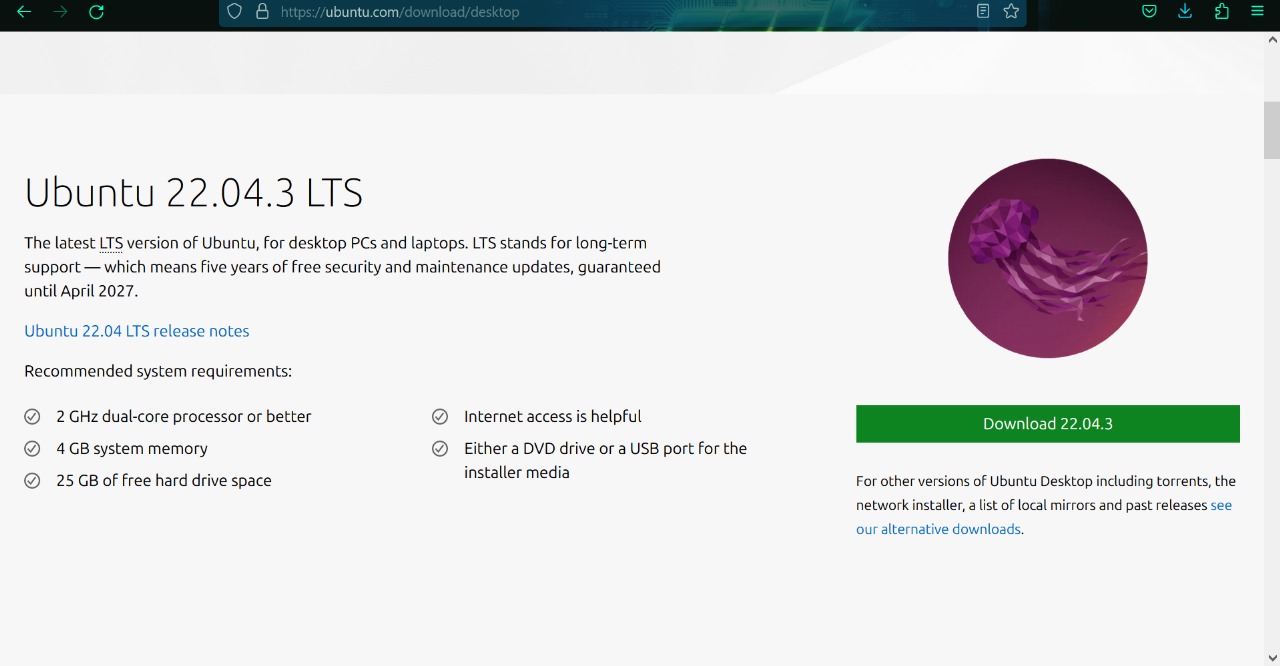 https://ubuntu.com/download/desktop
Ubuntu 22.04.3 LTS
The latest LTS version of Ubuntu, for desktop PCs and laptops. LTS stands for long-term
support — which means five years of free security and maintenance updates, guaranteed
until April 2027.
Ubuntu 22.04 LTS release notes
Recommended system requirements:
2 GHz dual-core processor or better
4 GB system memory
25 GB of free hard drive space
Internet access is helpful
Either a DVD drive or a USB port for the
installer media
Download 22.04.3
For other versions of Ubuntu Desktop including torrents, the
network installer, a list of local mirrors and past releases see
our alternative downloads.